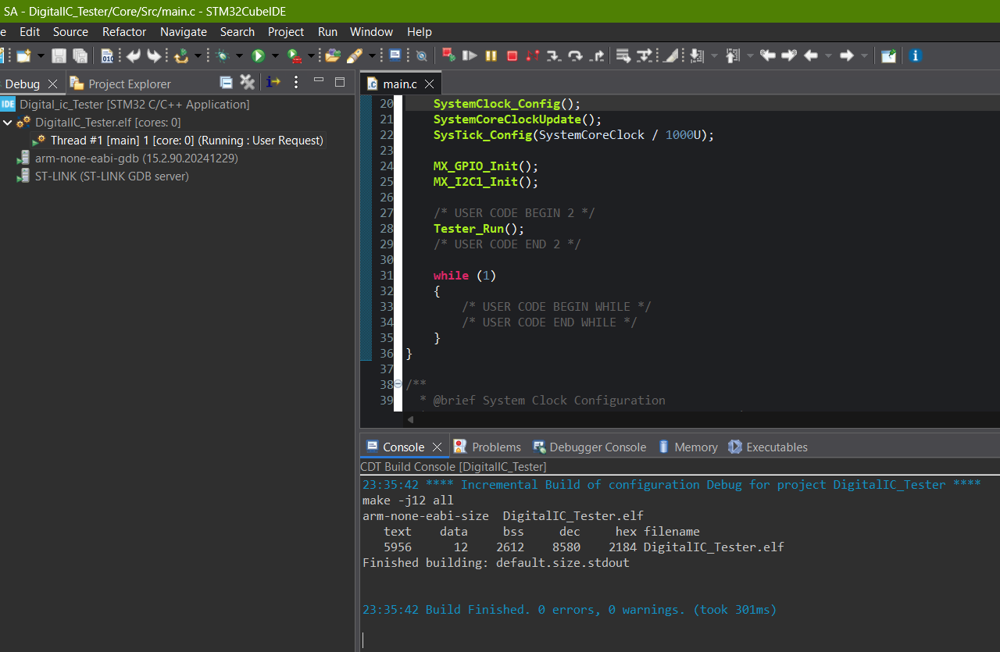 SA - DigitalIC_Tester/Core/Src/main.c - STM32CubeIDE
e Edit Source Refactor Navigate Search Project Run Window Help
Debug Project Explorer
IDE Digital_ic_Tester [STM32 C/C++ Application]
DigitalIC_Tester.elf [cores: 0]
Thread #1 [main] 1 [core: 0] (Running : User Request)
arm-none-eabi-gdb (15.2.90.20241229)
ST-LINK (ST-LINK GDB server)
main.c
20 SystemClock_Config();
21 SystemCoreClockUpdate();
22 SysTick_Config(SystemCoreClock / 1000U);
23
24 MX_GPIO_Init();
25 MX_I2C1_Init();
26
27 /* USER CODE BEGIN 2 */
28 Tester_Run();
29 /* USER CODE END 2 */
30
31 while (1)
32 {
33 /* USER CODE BEGIN WHILE */
34 /* USER CODE END WHILE */
35 }
36 }
37
38 /**
39 * @brief System Clock Configuration
Console Problems Debugger Console Memory Executables
CDT Build Console [DigitalIC_Tester]
23:35:42 **** Incremental Build of configuration Debug for project DigitalIC_Tester ****
make -j12 all
arm-none-eabi-size DigitalIC_Tester.elf
text data bss dec hex filename
5956 12 2612 8580 2184 DigitalIC_Tester.elf
Finished building: default.size.stdout
23:35:42 Build Finished. 0 errors, 0 warnings. (took 301ms)